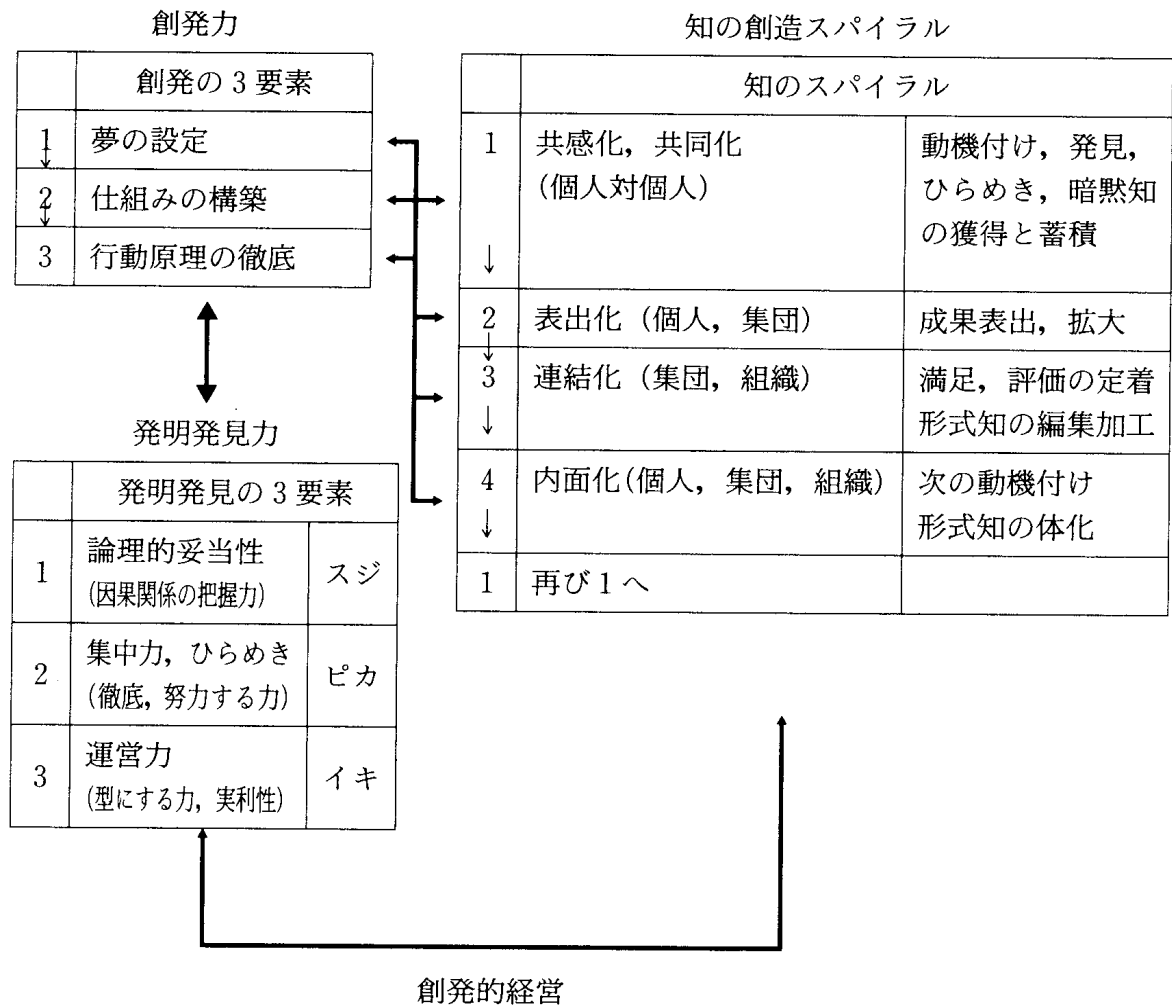 創発力
創発の3要素
1 夢の設定
↓
2 仕組みの構築
↓
3 行動原理の徹底
発明発見力
発明発見の3要素
1 論理的妥当性 スジ
(因果関係の把握力)
2 集中力，ひらめき ピカ
(徹底，努力する力)
3 運営力 イキ
(型にする力，実利性)
知の創造スパイラル
知のスパイラル
1 共感化，共同化 動機付け，発見，
(個人対個人) ひらめき，暗黙知
↓ の獲得と蓄積
2 表出化（個人，集団） 成果表出，拡大
↓
3 連結化（集団，組織） 満足，評価の定着
↓ 形式知の編集加工
4 内面化(個人，集団，組織) 次の動機付け
↓ 形式知の体化
1 再び1へ
創発的経営